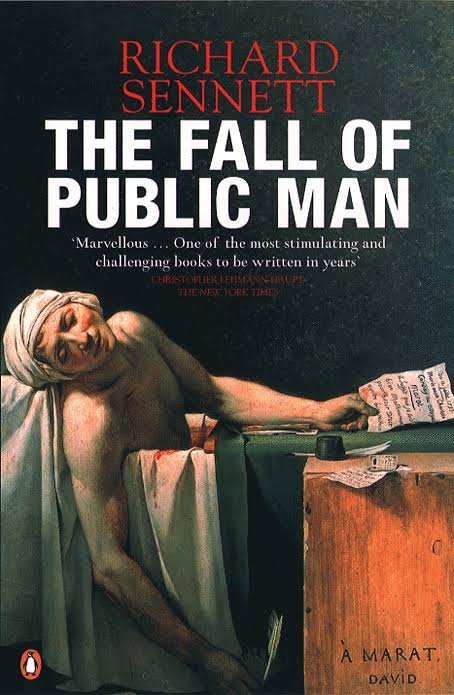 RICHARD
SENNETT
THE FALL OF
PUBLIC MAN
‘Marvellous ... One of the most stimulating and
challenging books to be written in years’
CHRISTOPHER LEHMANN-HAUPT
THE NEW YORK TIMES
À MARAT.
DAVID.